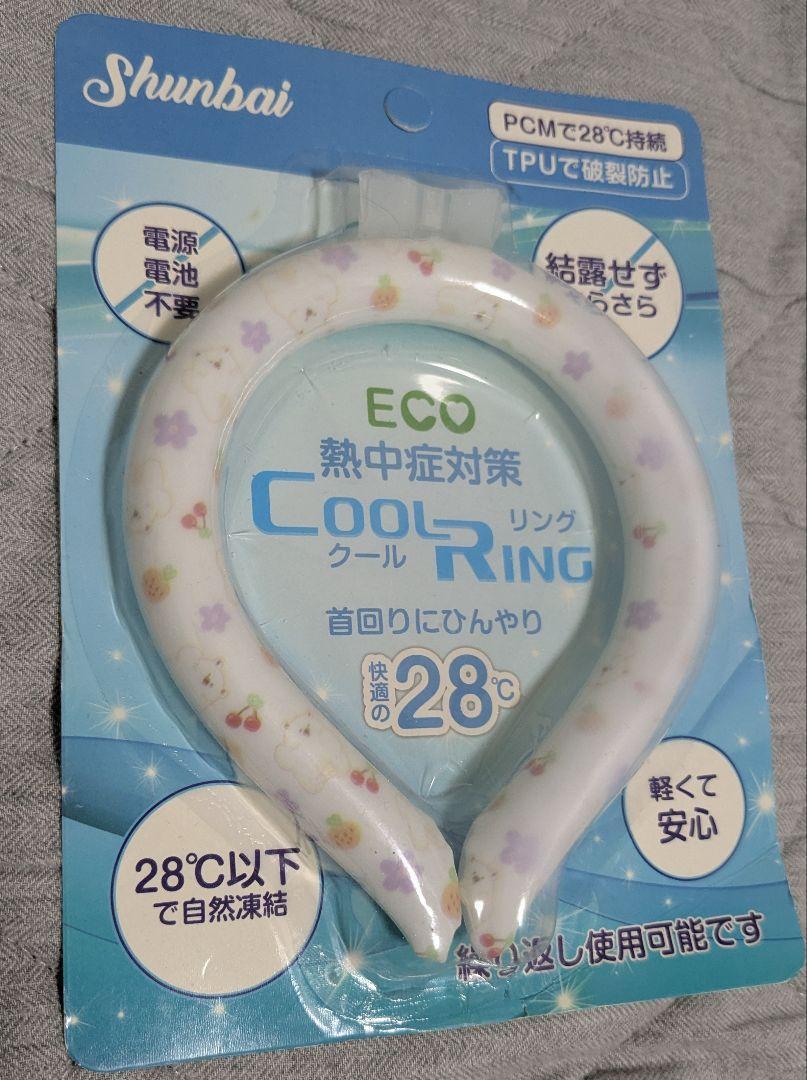 Shunbai
PCMで28℃持続
TPUで破裂防止
電源
電池
不要
結露せず
さらさら
ECO
熱中症対策
COOL RING
クール
リング
首回りにひんやり
快適の
28℃
軽くて
安心
28℃以下
で自然凍結
繰り返し使用可能です